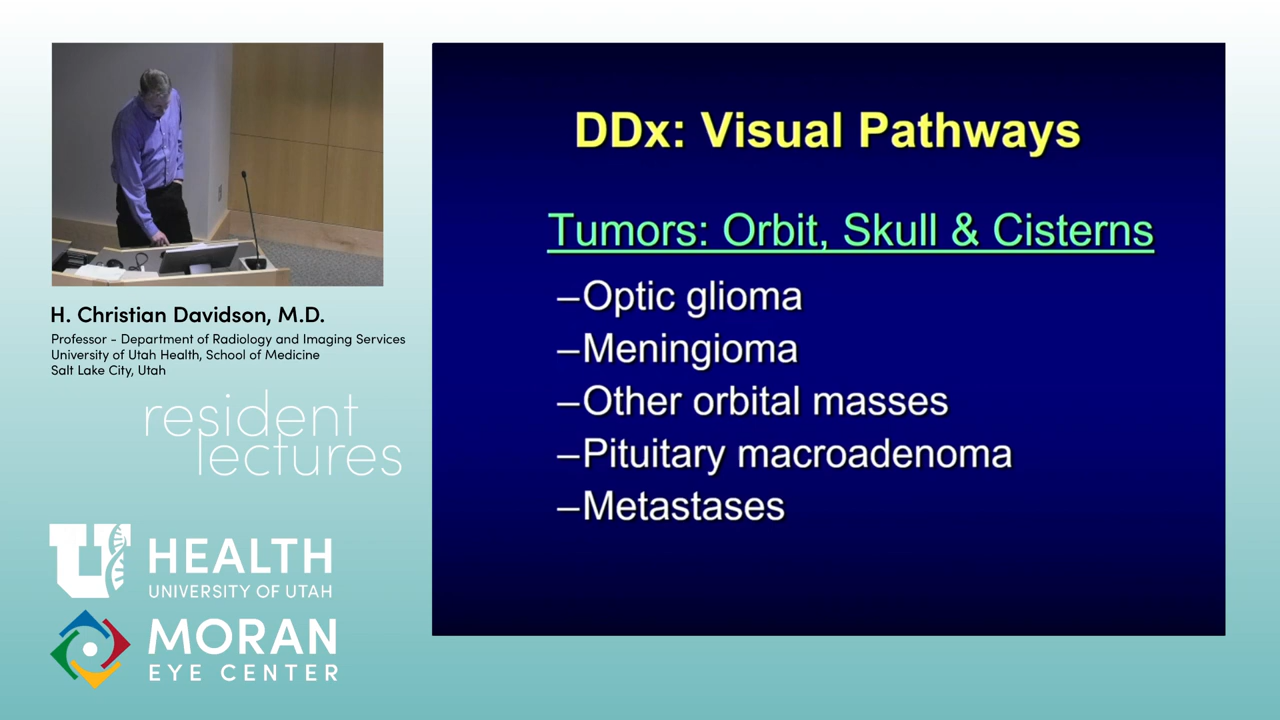 DDx: Visual Pathways
Tumors: Orbit, Skull & Cisterns
–Optic glioma
–Meningioma
–Other orbital masses
–Pituitary macroadenoma
–Metastases
H. Christian Davidson, M.D.
Professor - Department of Radiology and Imaging Services
University of Utah Health, School of Medicine
Salt Lake City, Utah
resident
lectures
U
HEALTH
UNIVERSITY OF UTAH
MORAN
EYE CENTER